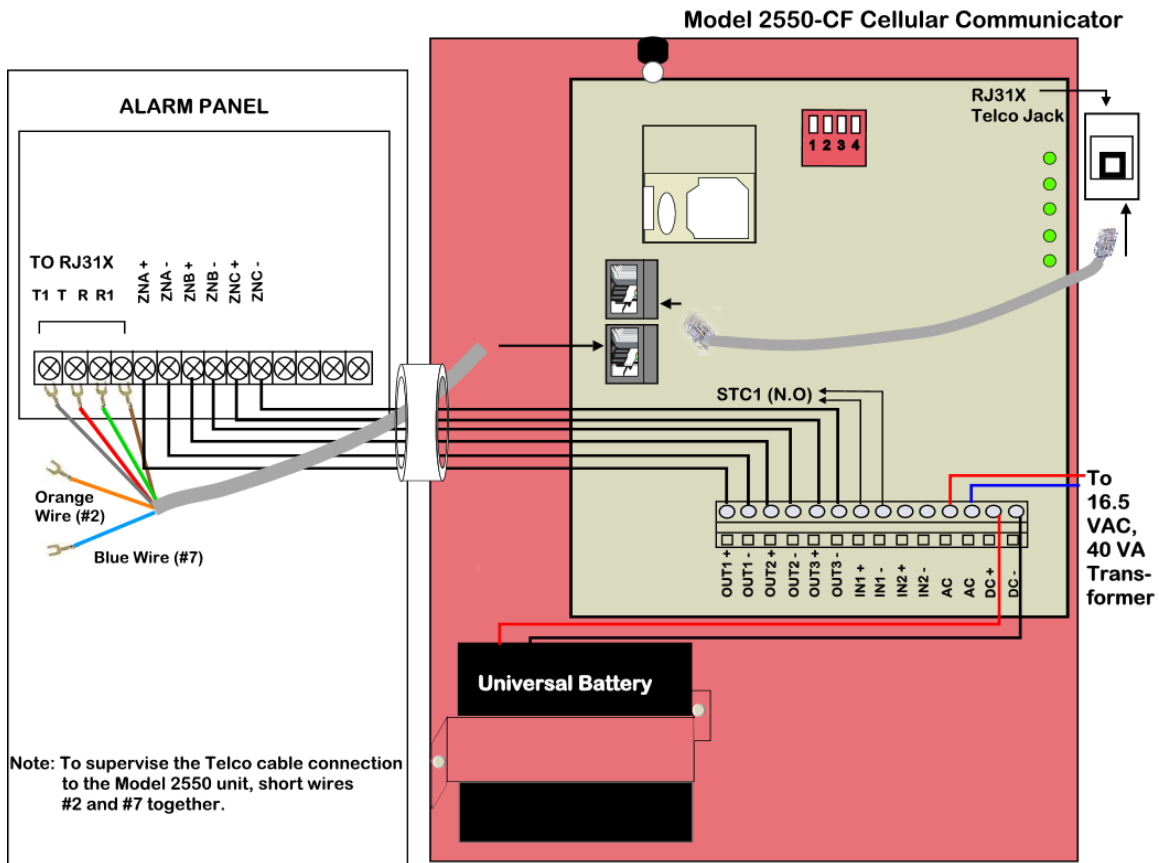 Model 2550-CF Cellular Communicator
ALARM PANEL
TO RJ31X
T1 T R R1
ZNA +
ZNA -
ZNB +
ZNB -
ZNC +
ZNC -
Orange
Wire (#2)
Blue Wire (#7)
Note: To supervise the Telco cable connection
to the Model 2550 unit, short wires
#2 and #7 together.
1 2 3 4
RJ31X
Telco Jack
STC1 (N.O)
OUT1 +
OUT1 -
OUT2 +
OUT2 -
OUT3 +
OUT3 -
IN1 +
IN1 -
IN2 +
IN2 -
AC
AC
DC +
DC -
To
16.5
VAC,
40 VA
Trans-
former
Universal Battery